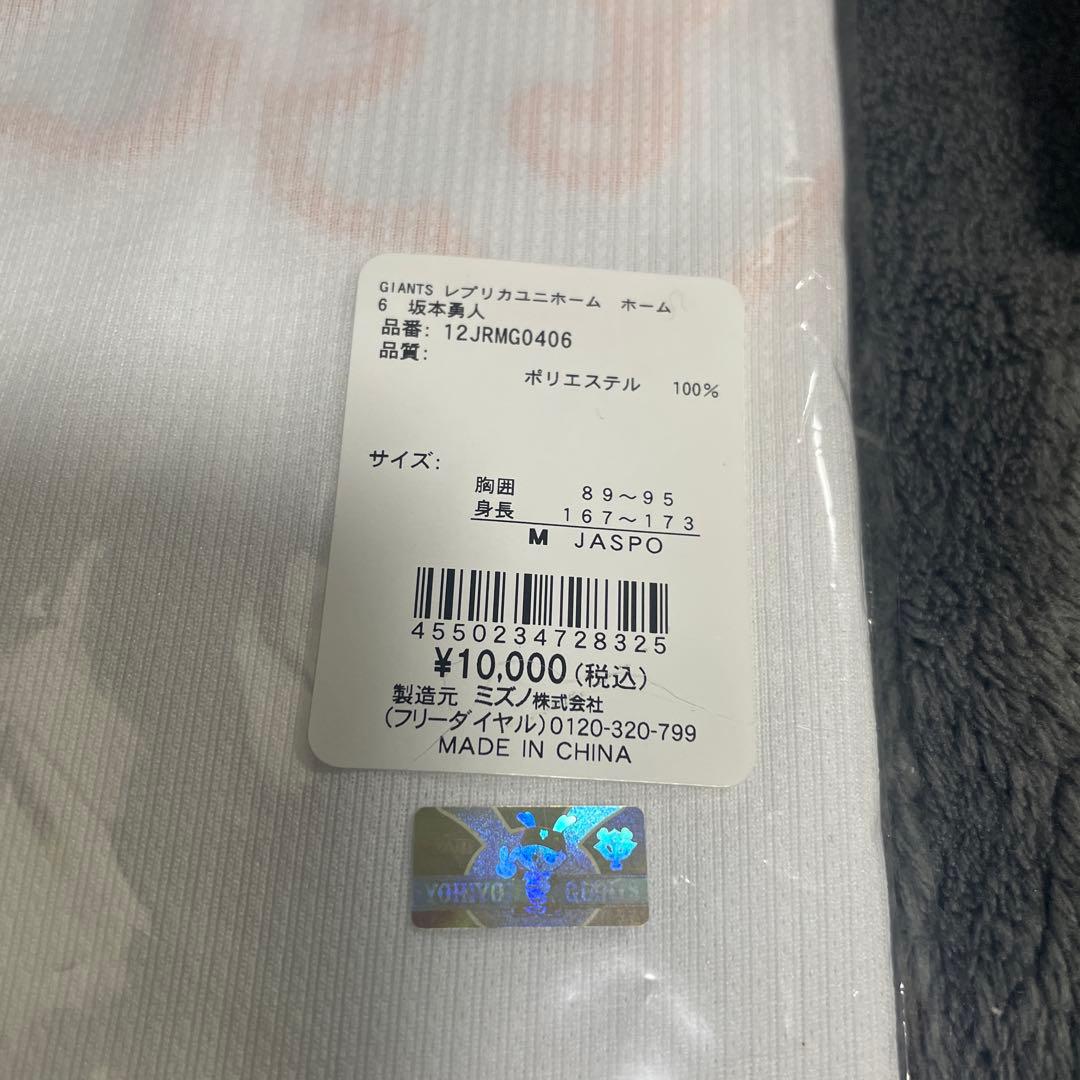 GIANTS レプリカユニホーム ホーム
6 坂本勇人
品番: 12JRMG0406
品質:
ポリエステル 100%
サイズ:
胸囲 89～95
身長 167～173
M JASPO
4550234728325
¥10,000(税込)
製造元 ミズノ株式会社
(フリーダイヤル)0120-320-799
MADE IN CHINA